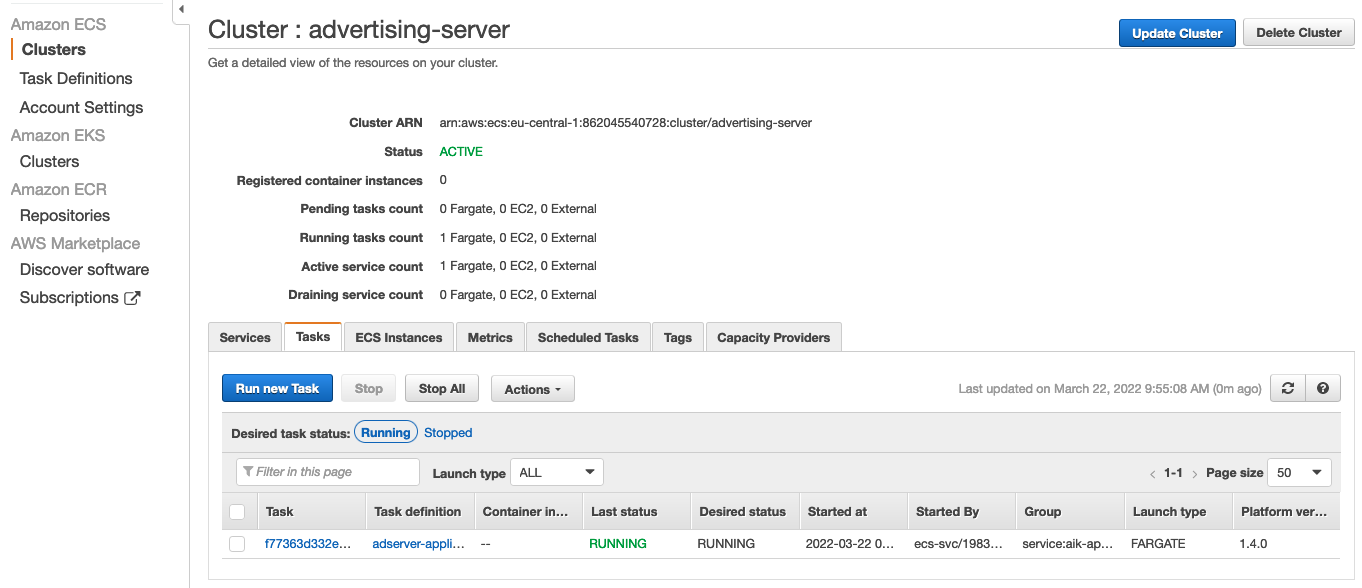 Amazon ECS
Clusters
Task Definitions
Account Settings
Amazon EKS
Clusters
Amazon ECR
Repositories
AWS Marketplace
Discover software
Subscriptions
Cluster : advertising-server
Update Cluster
Delete Cluster
Get a detailed view of the resources on your cluster.
Cluster ARN arn:aws:ecs:eu-central-1:862045540728:cluster/advertising-server
Status ACTIVE
Registered container instances 0
Pending tasks count 0 Fargate, 0 EC2, 0 External
Running tasks count 1 Fargate, 0 EC2, 0 External
Active service count 1 Fargate, 0 EC2, 0 External
Draining service count 0 Fargate, 0 EC2, 0 External
Services Tasks ECS Instances Metrics Scheduled Tasks Tags Capacity Providers
Run new Task Stop Stop All Actions Last updated on March 22, 2022 9:55:08 AM (0m ago) ?
Desired task status: Running Stopped
Filter in this page Launch type ALL < 1-1 > Page size 50
Task Task definition Container in... Last status Desired status Started at Started By Group Launch type Platform ver...
f77363d332e... adserver-appli... -- RUNNING RUNNING 2022-03-22 0... ecs-svc/1983... service:aik-ap... FARGATE 1.4.0